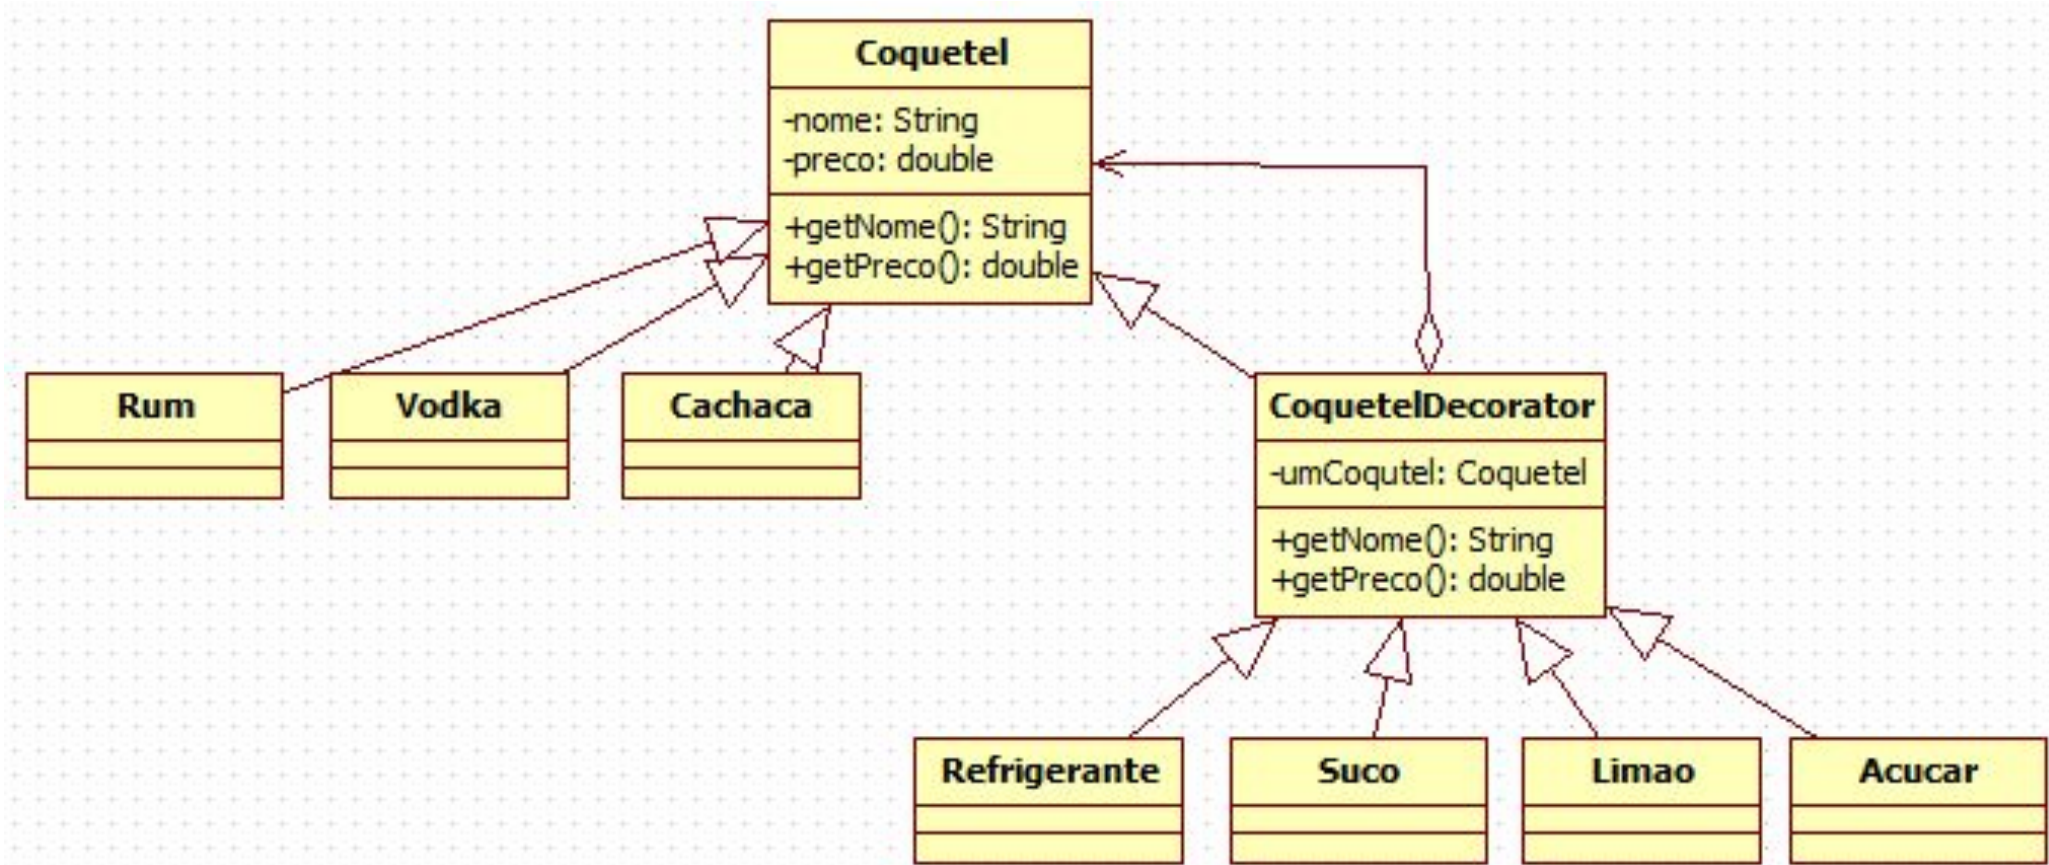 Coquetel
-nome: String
-preco: double
+getNome(): String
+getPreco(): double
Rum
Vodka
Cachaca
CoquetelDecorator
-umCoqutel: Coquetel
+getNome(): String
+getPreco(): double
Refrigerante
Suco
Limao
Acucar